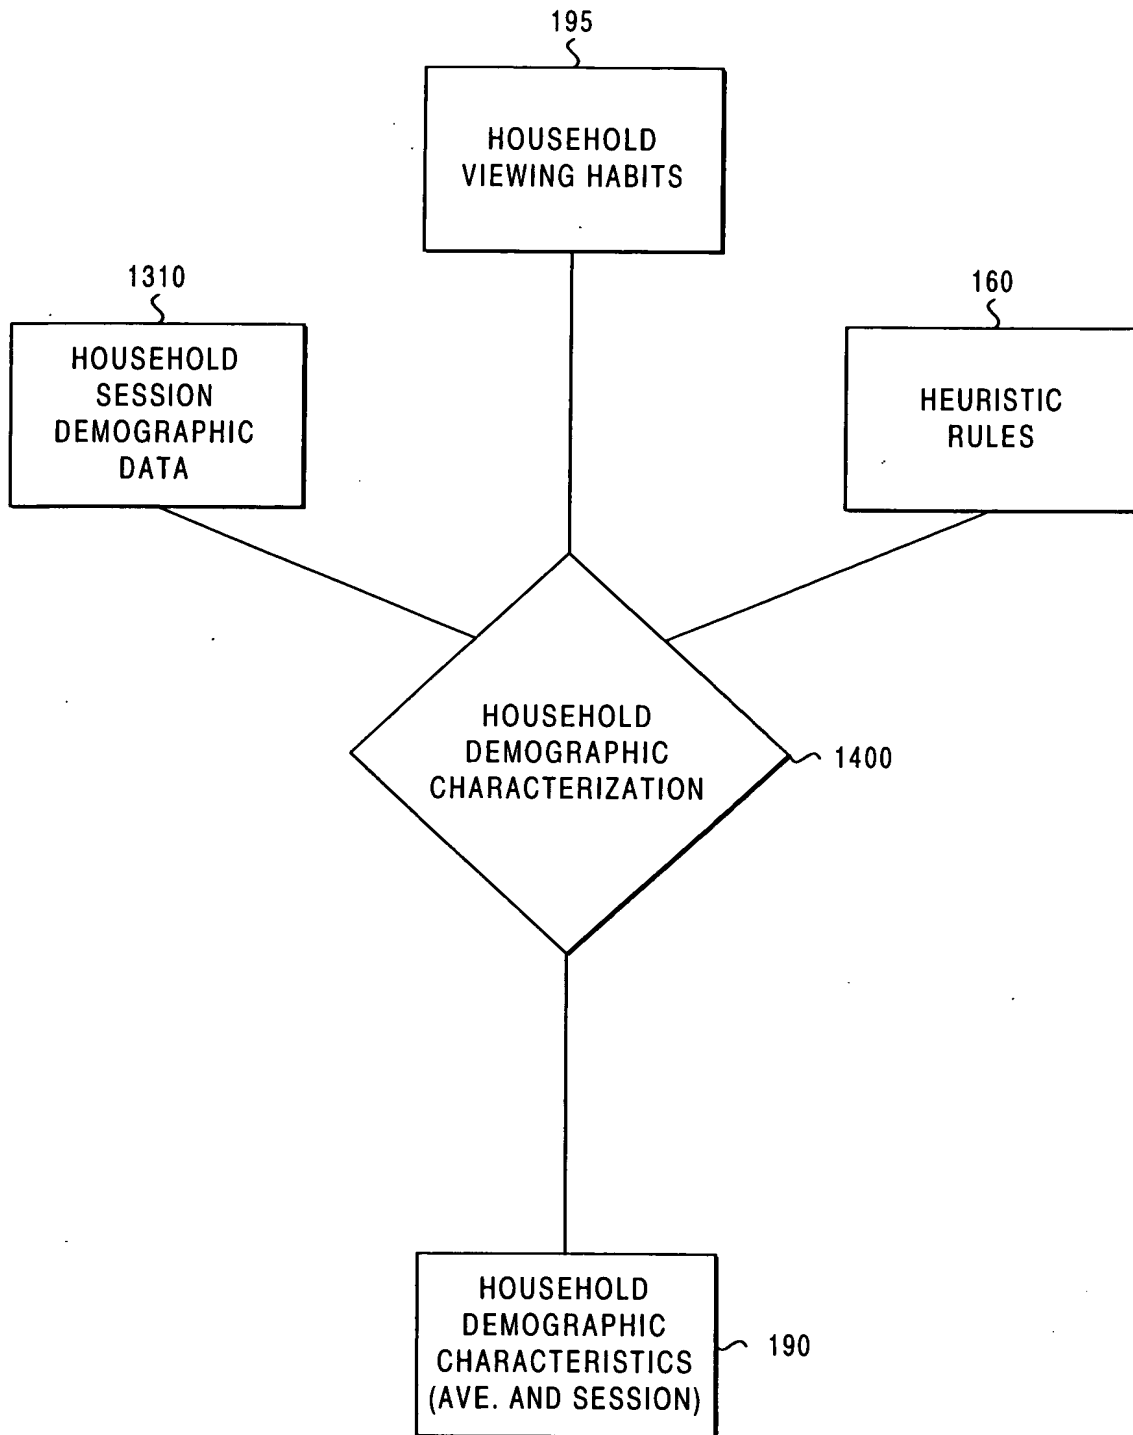 195
HOUSEHOLD
VIEWING HABITS
1310
HOUSEHOLD
SESSION
DEMOGRAPHIC
DATA
160
HEURISTIC
RULES
HOUSEHOLD
DEMOGRAPHIC
CHARACTERIZATION
1400
HOUSEHOLD
DEMOGRAPHIC
CHARACTERISTICS
(AVE. AND SESSION)
190